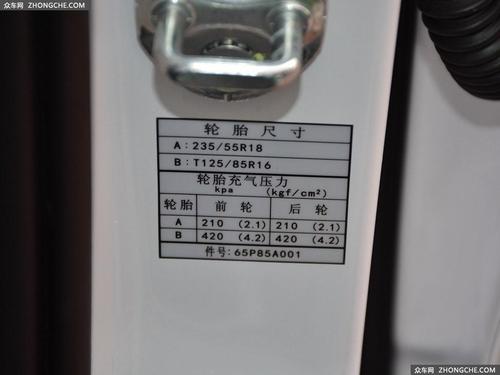 众车网 ZHONGCHE.COM
轮胎尺寸
A:235/55R18
B:T125/85R16
轮胎充气压力
kpa (kgf/cm²)
轮胎 前轮 后轮
A 210 (2.1) 210 (2.1)
B 420 (4.2) 420 (4.2)
件号: 65P85A001
众车网 ZHONGCHE.COM